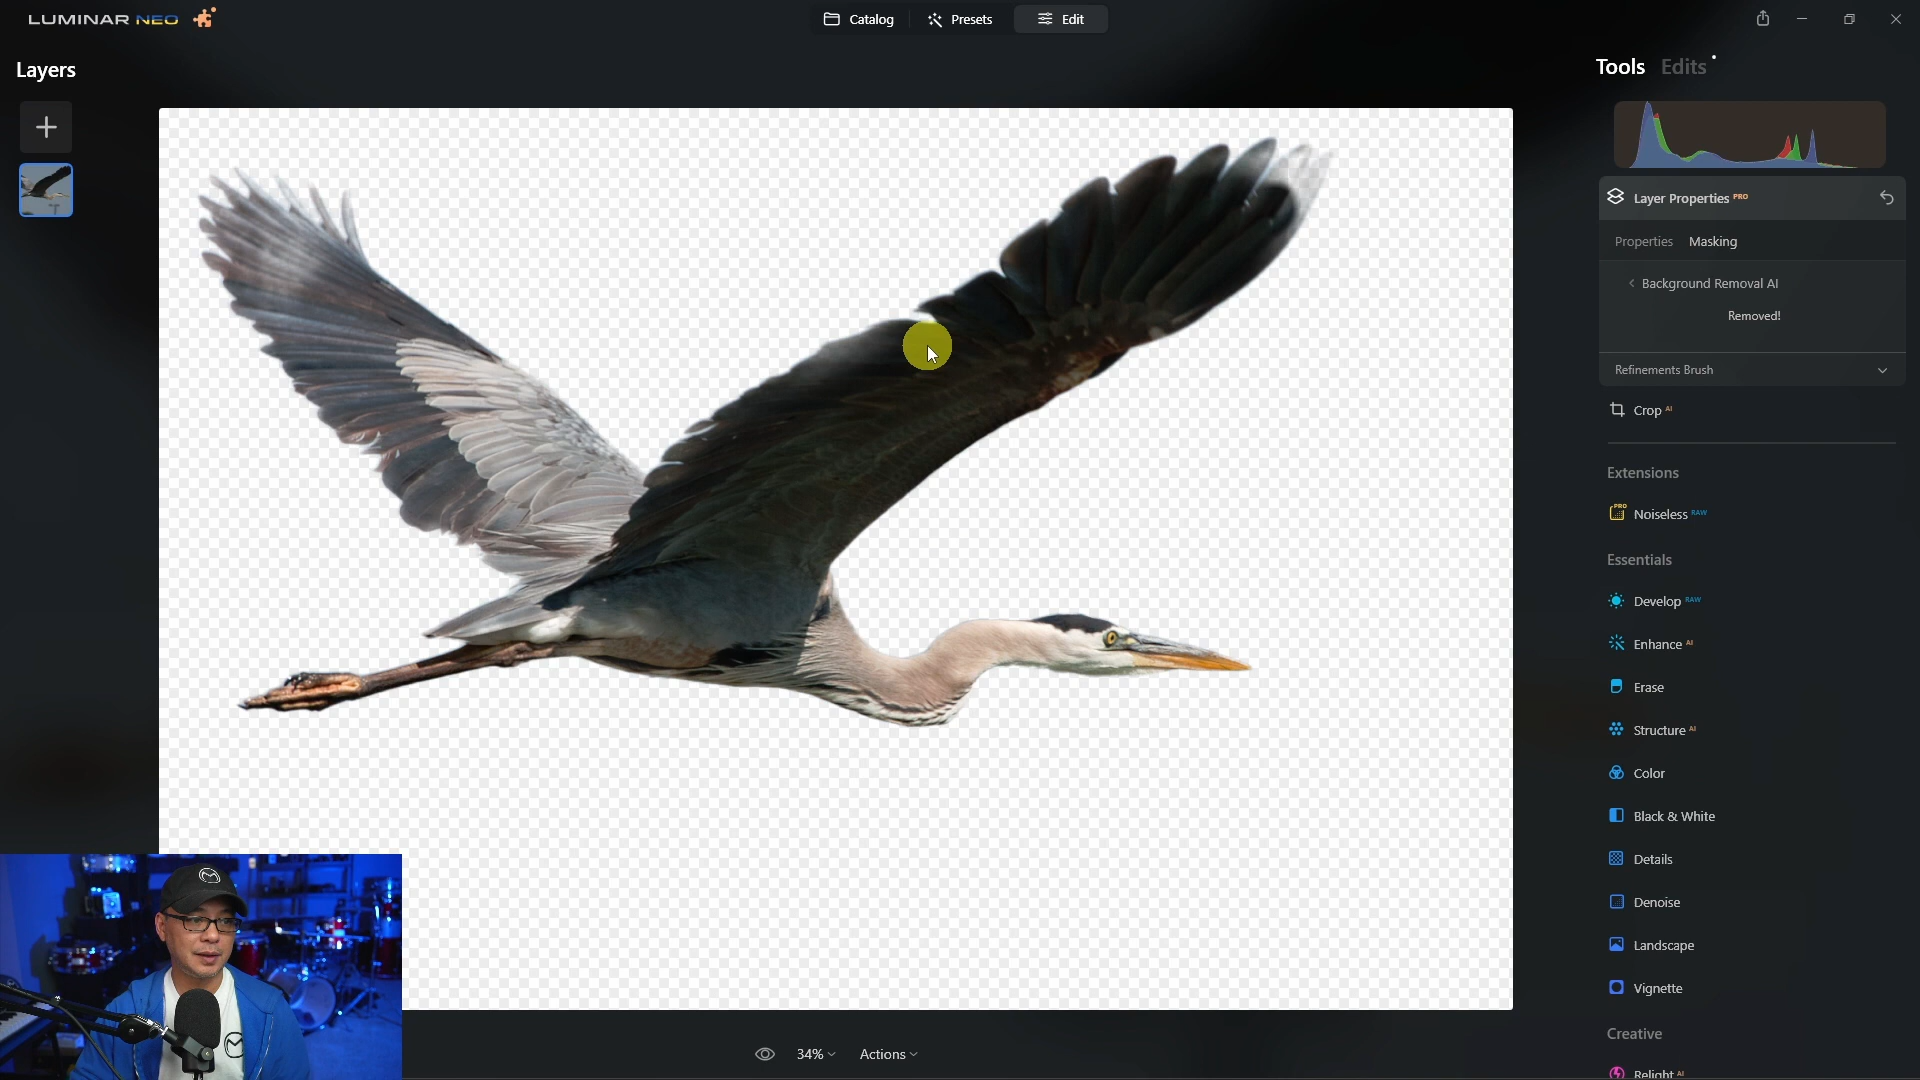 LUMINAR NEO
Catalog
Presets
Edit
Layers
Tools Edits
Layer Properties PRO
Properties Masking
Background Removal AI
Removed!
Refinements Brush
Crop AI
Extensions
PRO
Noiseless RAW
Essentials
Develop RAW
Enhance AI
Erase
Structure AI
Color
Black & White
Details
Denoise
Landscape
Vignette
Creative
Relight AI
34%
Actions